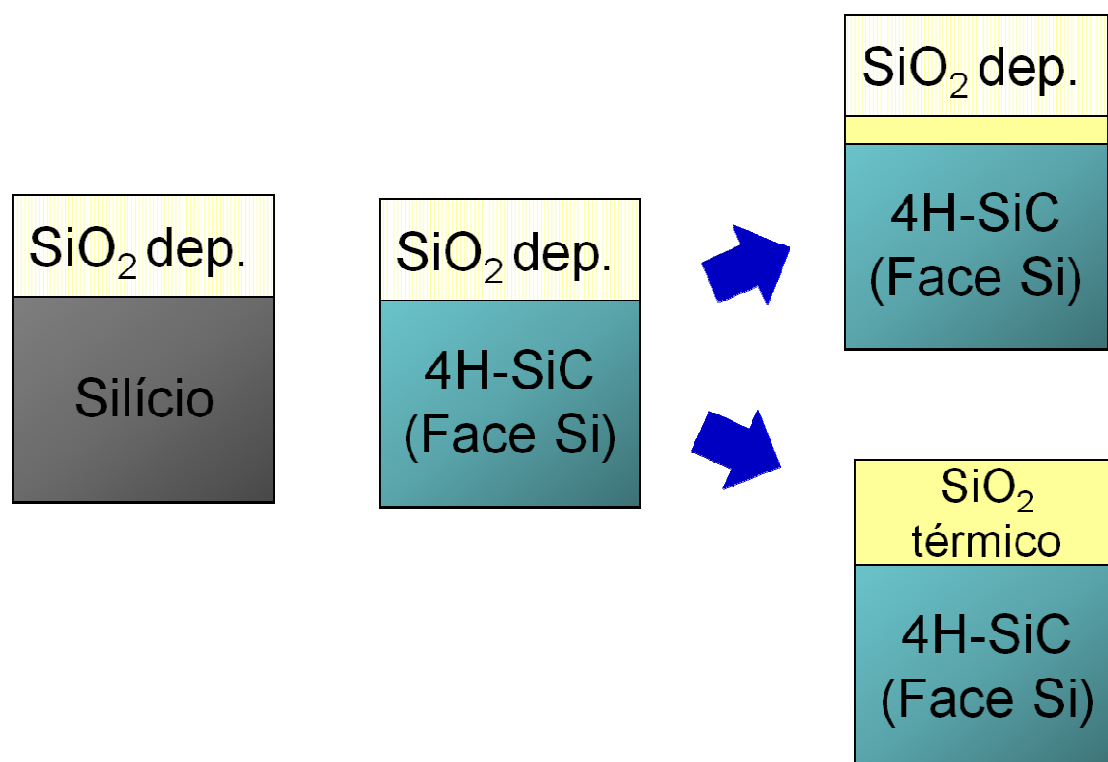 SiO₂ dep.
Silício
SiO₂ dep.
4H-SiC
(Face Si)
SiO₂ dep.
4H-SiC
(Face Si)
SiO₂
térmico
4H-SiC
(Face Si)